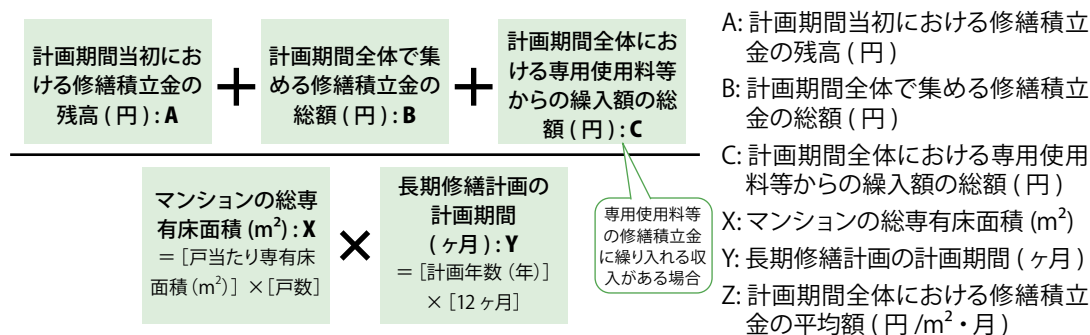 計画期間当初にお
ける修繕積立金の
残高 ( 円 ) : A
+
計画期間全体で集
める修繕積立金の
総額 ( 円 ) : B
+
計画期間全体にお
ける専用使用料等
からの繰入額の総
額 ( 円 ) : C
マンションの総専
有床面積 (m²) : X
＝［戸当たり専有床
面積（m²）］×［戸数］
×
長期修繕計画の
計画期間
( ヶ月 ) : Y
＝［計画年数（年）］
×［12 ヶ月］
専用使用料等
の修繕積立金
に繰り入れる収
入がある場合
A: 計画期間当初における修繕積立
金の残高 ( 円 )
B: 計画期間全体で集める修繕積立
金の総額 ( 円 )
C: 計画期間全体における専用使用
料等からの繰入額の総額 ( 円 )
X: マンションの総専有床面積 (m²)
Y: 長期修繕計画の計画期間 ( ヶ月 )
Z: 計画期間全体における修繕積立
金の平均額 ( 円 /m²・月 )